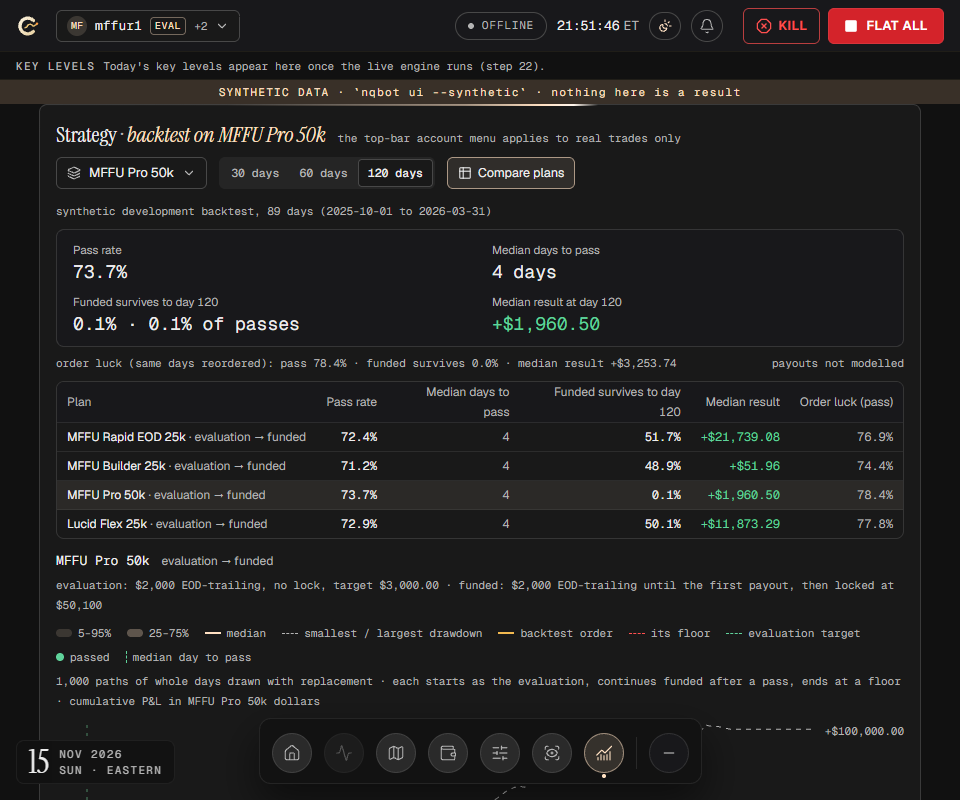 MF mffur1 EVAL +2
OFFLINE
21:51:46 ET
KILL
FLAT ALL
KEY LEVELS Today's key levels appear here once the live engine runs (step 22).
SYNTHETIC DATA · `nqbot ui --synthetic` · nothing here is a result
Strategy · backtest on MFFU Pro 50k the top-bar account menu applies to real trades only
MFFU Pro 50k
30 days 60 days 120 days
Compare plans
synthetic development backtest, 89 days (2025-10-01 to 2026-03-31)
Pass rate
73.7%
Median days to pass
4 days
Funded survives to day 120
0.1% · 0.1% of passes
Median result at day 120
+$1,960.50
order luck (same days reordered): pass 78.4% · funded survives 0.0% · median result +$3,253.74
payouts not modelled
Plan Pass rate Median days to pass Funded survives to day 120 Median result Order luck (pass)
MFFU Rapid EOD 25k · evaluation → funded 72.4% 4 51.7% +$21,739.08 76.9%
MFFU Builder 25k · evaluation → funded 71.2% 4 48.9% +$51.96 74.4%
MFFU Pro 50k · evaluation → funded 73.7% 4 0.1% +$1,960.50 78.4%
Lucid Flex 25k · evaluation → funded 72.9% 4 50.1% +$11,873.29 77.8%
MFFU Pro 50k evaluation → funded
evaluation: $2,000 EOD-trailing, no lock, target $3,000.00 · funded: $2,000 EOD-trailing until the first payout, then locked at
$50,100
5-95% 25-75% median smallest / largest drawdown backtest order its floor evaluation target
passed median day to pass
1,000 paths of whole days drawn with replacement · each starts as the evaluation, continues funded after a pass, ends at a floor
· cumulative P&L in MFFU Pro 50k dollars
+$100,000.00
15 NOV 2026
SUN · EASTERN